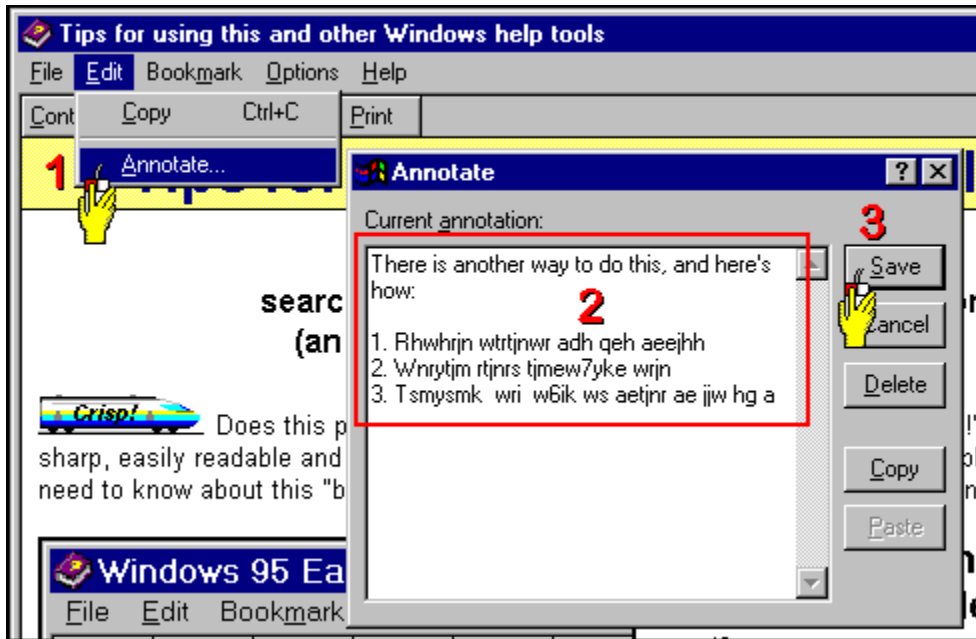 Tips for using this and other Windows help tools
File Edit Bookmark Options Help
Cont Print
Copy Ctrl+C
Annotate...
1
Annotate
Current annotation:
There is another way to do this, and here's
how:
1. Rhwhrjn wtrtjnwr adh qeh aeejhh
2. Wnrytjm rtjnrs tjmew7yke wrjn
3. Tsmysmk wri w6ik ws aetjnr ae jjw hg a
2
3
Save
Cancel
Delete
Copy
Paste
searc
(an
Crisp! Does this p
sharp, easily readable and
need to know about this "b
Windows 95 Ea
File Edit Bookmark